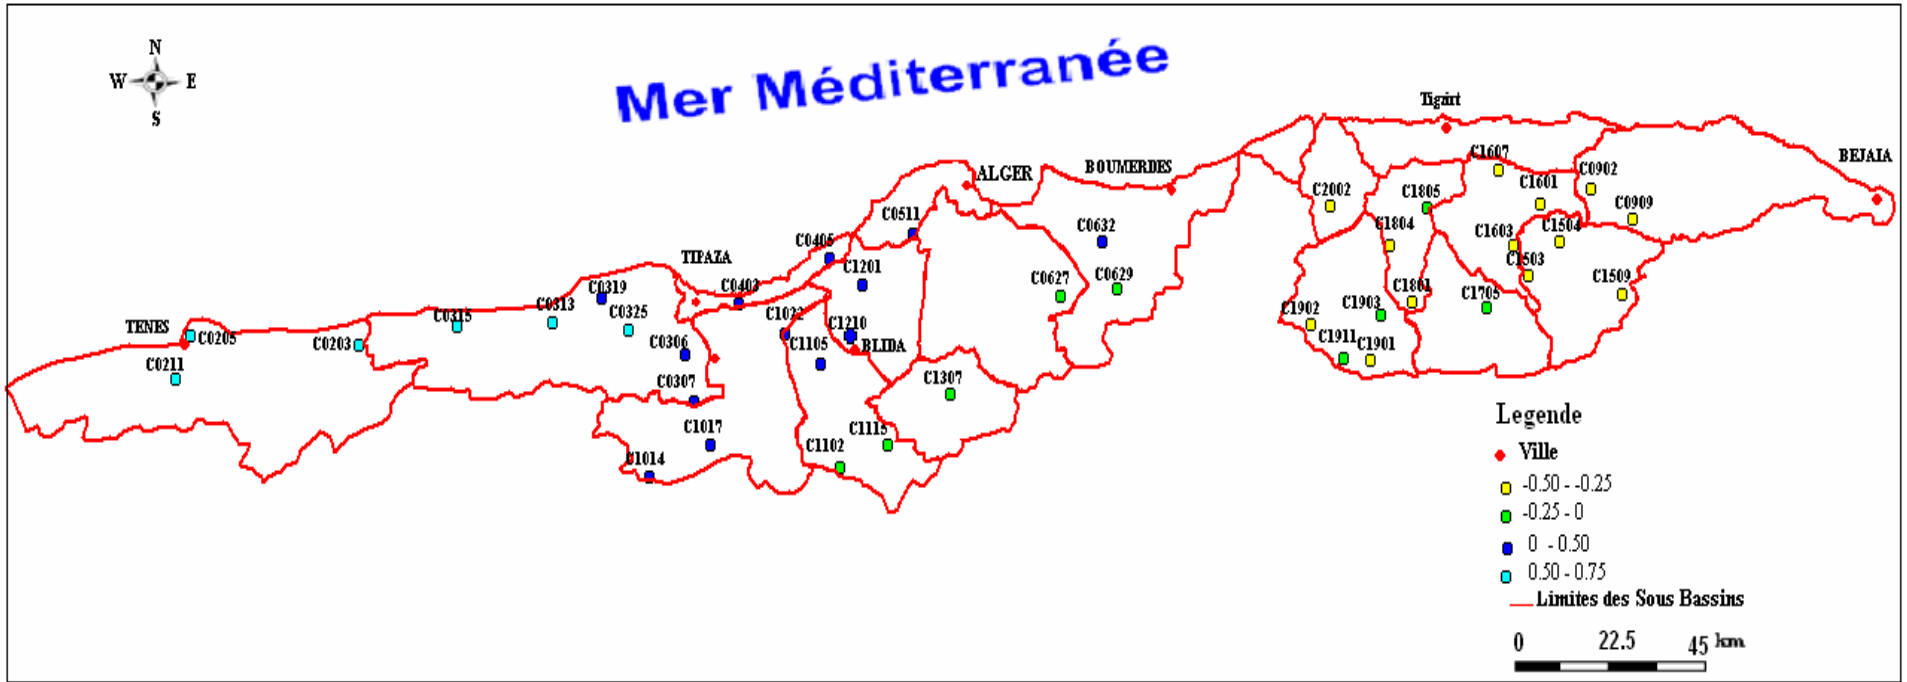 N
W E
S
Mer Méditerranée
Tigzirt
C1607
BEJAIA
BOUMERDES
C0902
ALGER
C1601
C2002
C1805
C0909
C0511
C0632
C1804
C1603
C1504
C0405
TIPAZA
C1201
C1503
C0627
C0629
C1509
C0319
C0403
C1801
C0313
C1903
C1705
C0325
C1022
C1902
C0315
TENES
C0205
C1210
C0203
C0306
C1105
BLIDA
C1911
C1901
C0211
C0307
C1307
C1017
C1115
C1102
C1014
Legende
Ville
-0.50 - -0.25
-0.25 - 0
0 - 0.50
0.50 - 0.75
Limites des Sous Bassins
0 22.5 45 km